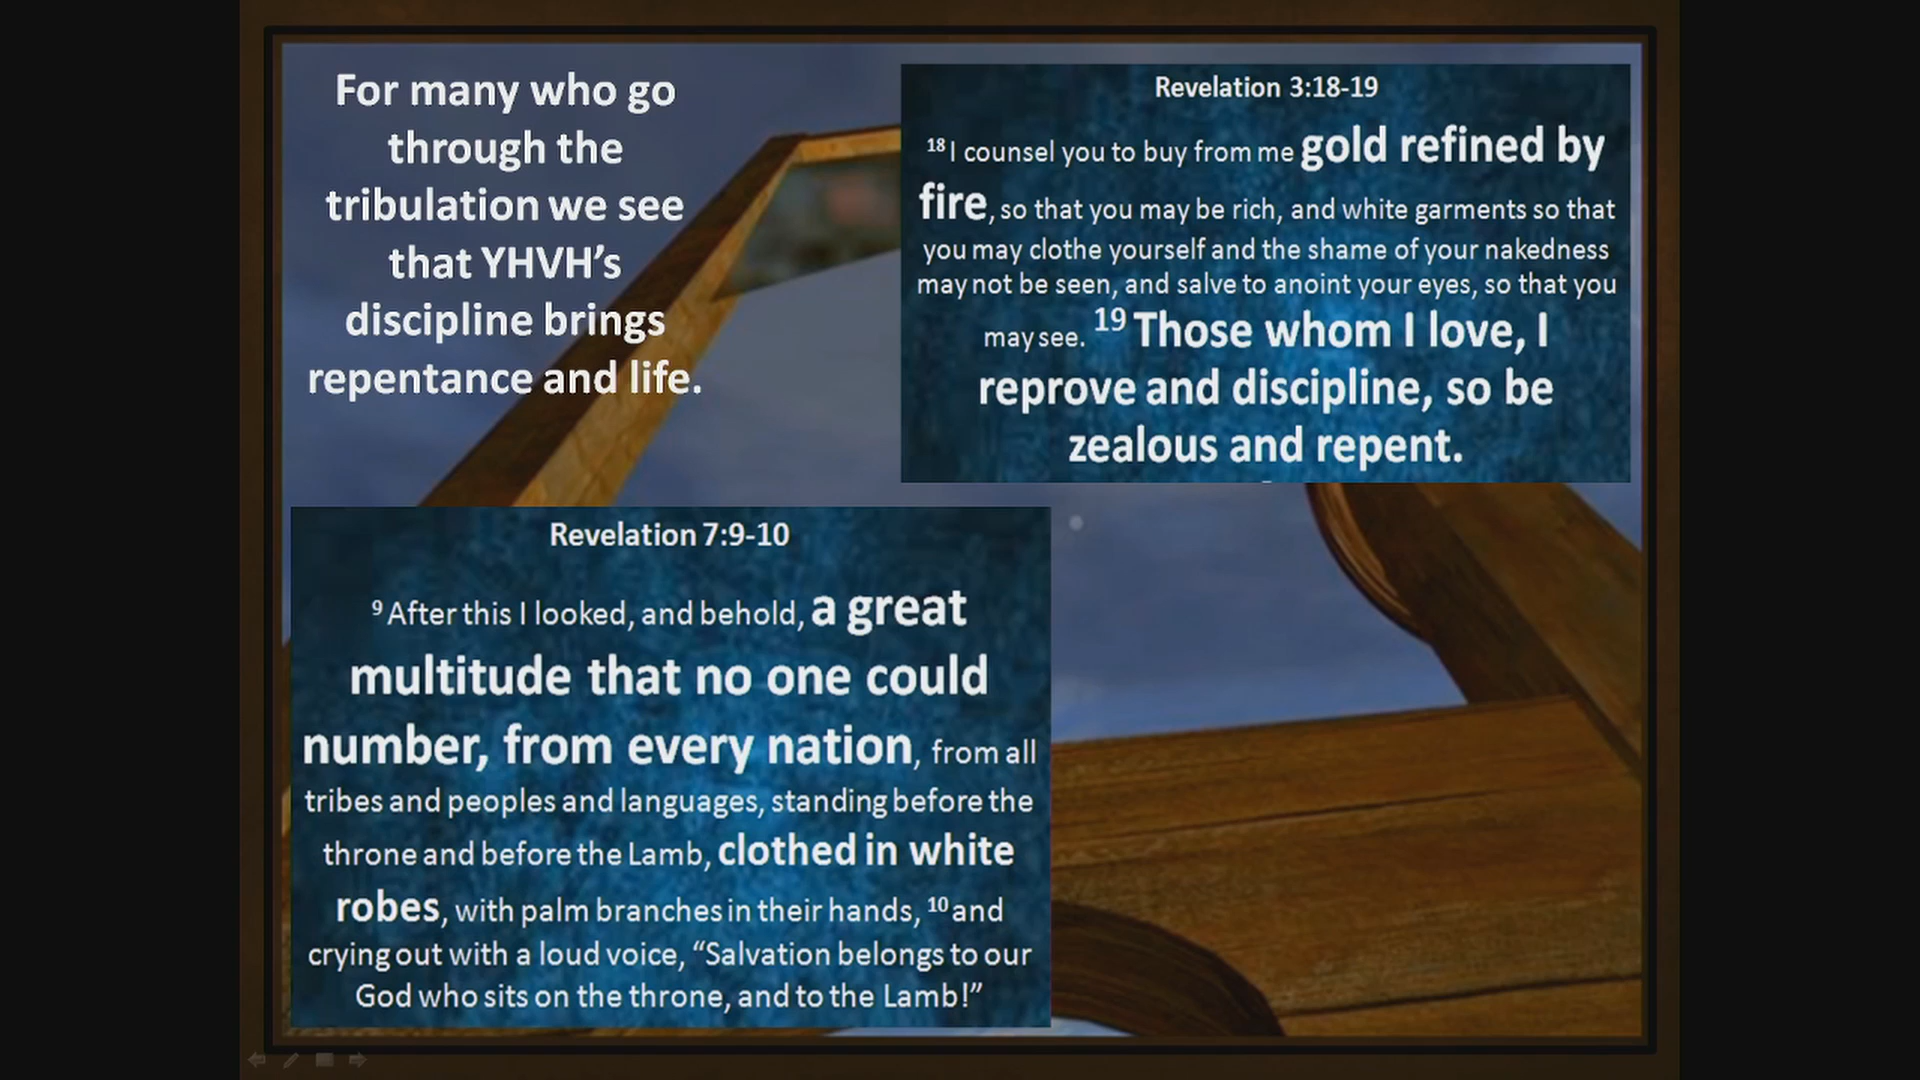 For many who go
through the
tribulation we see
that YHVH's
discipline brings
repentance and life.
Revelation 3:18-19
18 I counsel you to buy from me gold refined by
fire, so that you may be rich, and white garments so that
you may clothe yourself and the shame of your nakedness
may not be seen, and salve to anoint your eyes, so that you
may see. 19 Those whom I love, I
reprove and discipline, so be
zealous and repent.
Revelation 7:9-10
9 After this I looked, and behold, a great
multitude that no one could
number, from every nation, from all
tribes and peoples and languages, standing before the
throne and before the Lamb, clothed in white
robes, with palm branches in their hands, 10 and
crying out with a loud voice, “Salvation belongs to our
God who sits on the throne, and to the Lamb!”